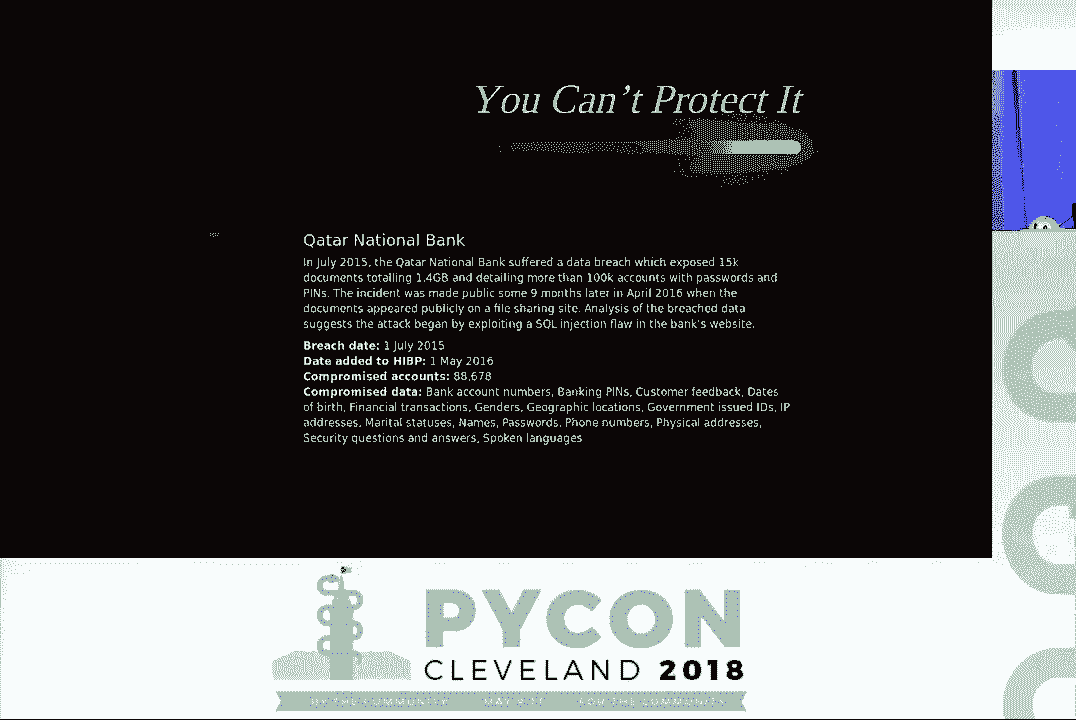 You Can't Protect It
Qatar National Bank
In July 2015, the Qatar National Bank suffered a data breach which exposed 15k
documents totalling 1.4GB and detailing more than 100k accounts with passwords and
PINs. The incident was made public some 9 months later in April 2016 when the
documents appeared publicly on a file sharing site. Analysis of the breached data
suggests the attack began by exploiting a SQL injection flaw in the bank's website.
Breach date: 1 July 2015
Date added to HIBP: 1 May 2016
Compromised accounts: 88,678
Compromised data: Bank account numbers, Banking PINs, Customer feedback, Dates
of birth, Financial transactions, Genders, Geographic locations, Government issued IDs, IP
addresses, Marital statuses, Names, Passwords, Phone numbers, Physical addresses,
Security questions and answers, Spoken languages
PYCON
CLEVELAND 2018
COMMUNITY FOR THE COMMUNITY